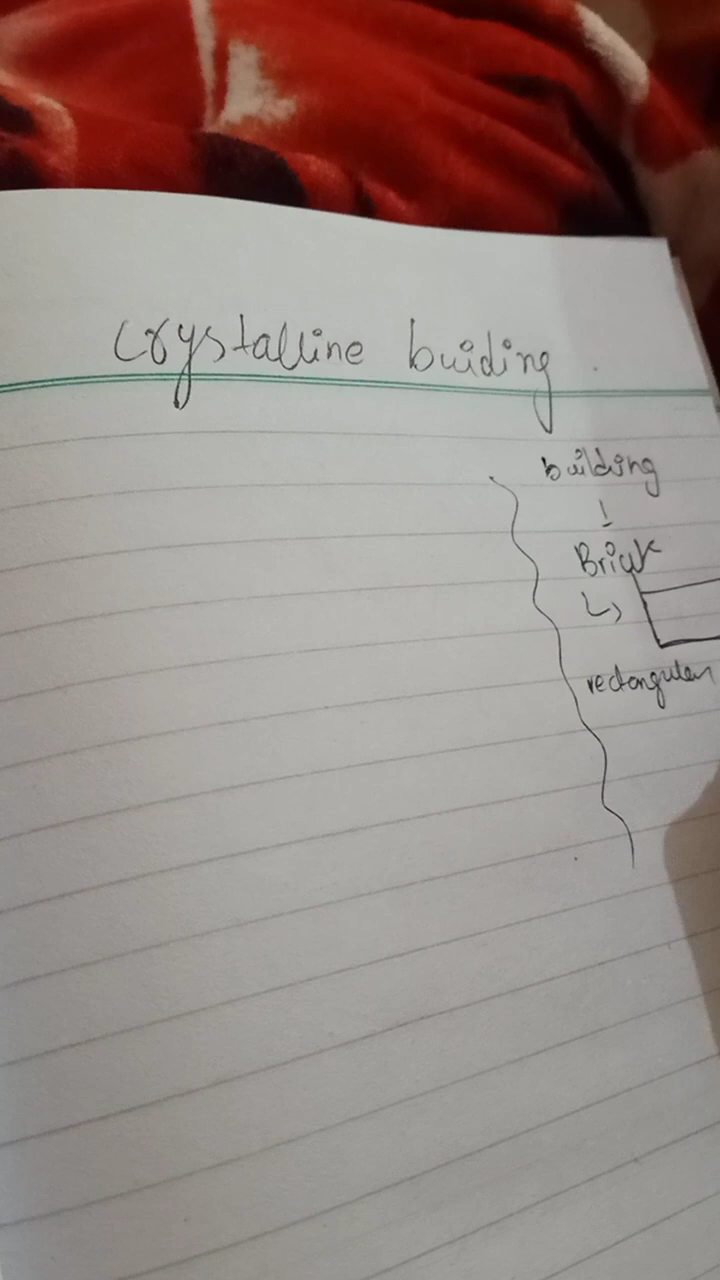 Crystalline buiding .
building
↓
Brick
↳
rectangular